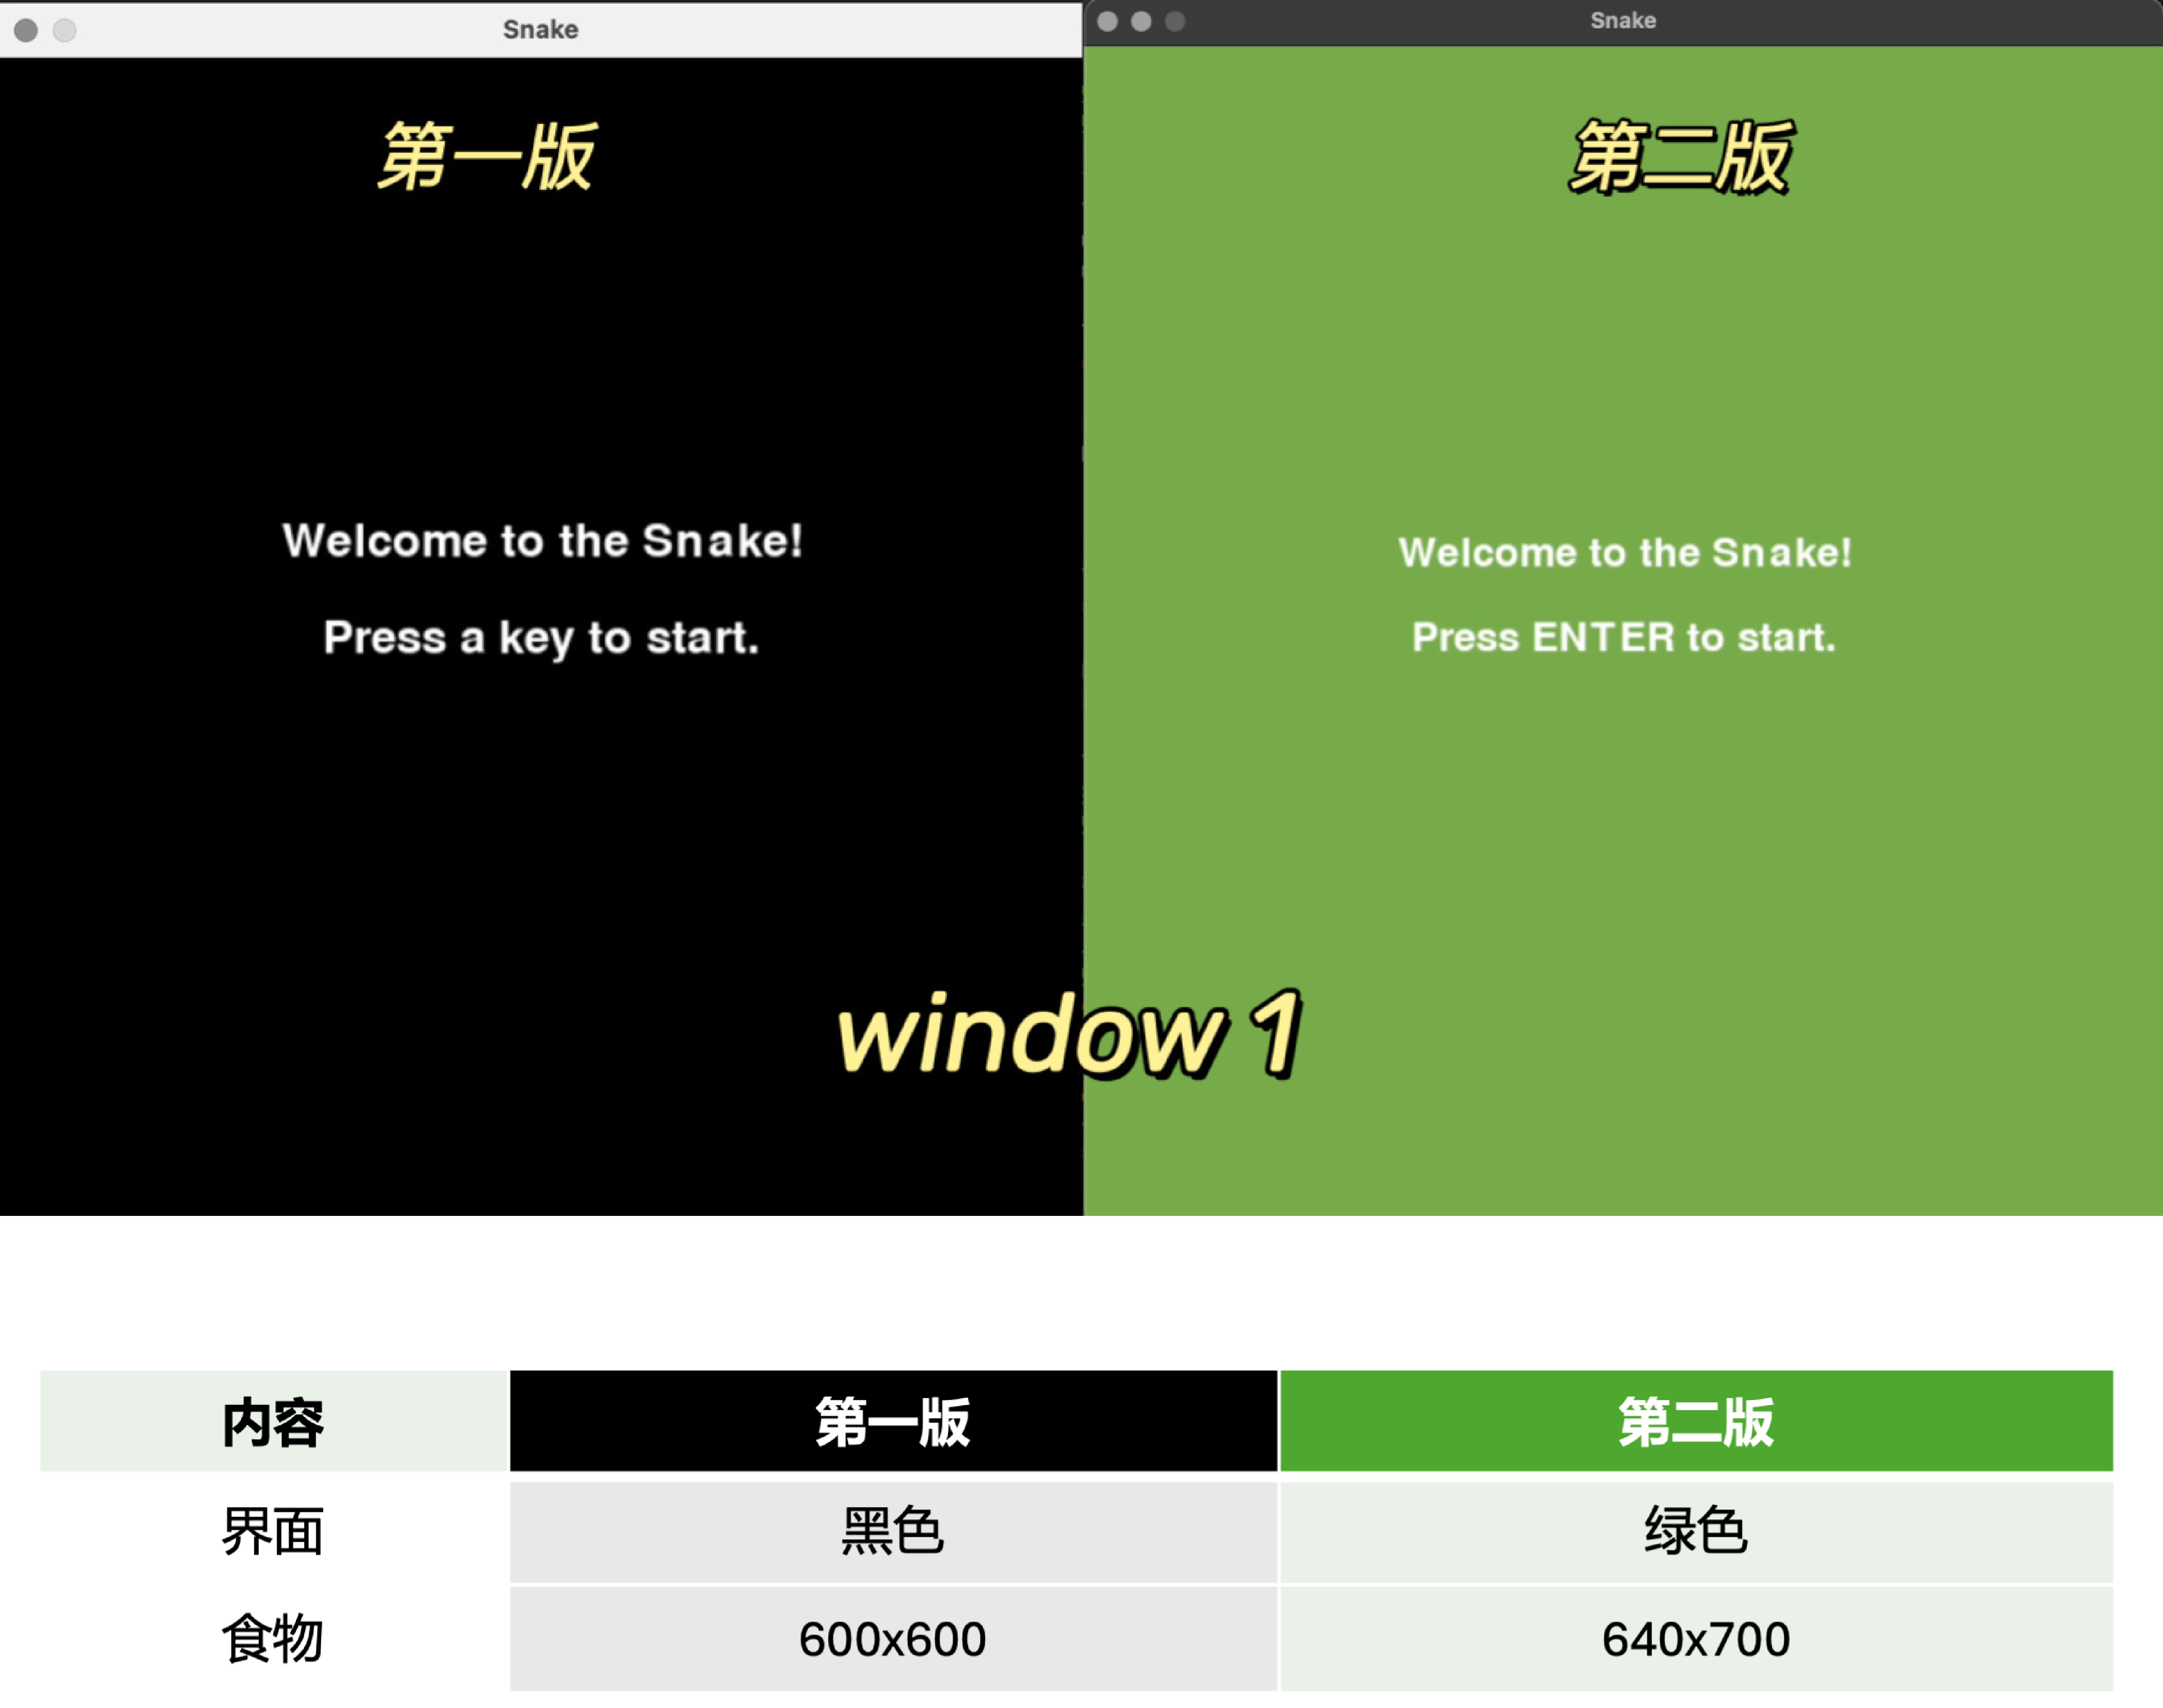 Snake
第一版
Welcome to the Snake!
Press a key to start.
Snake
第二版
Welcome to the Snake!
Press ENTER to start.
window 1
内容 第一版 第二版
界面 黑色 绿色
食物 600x600 640x700